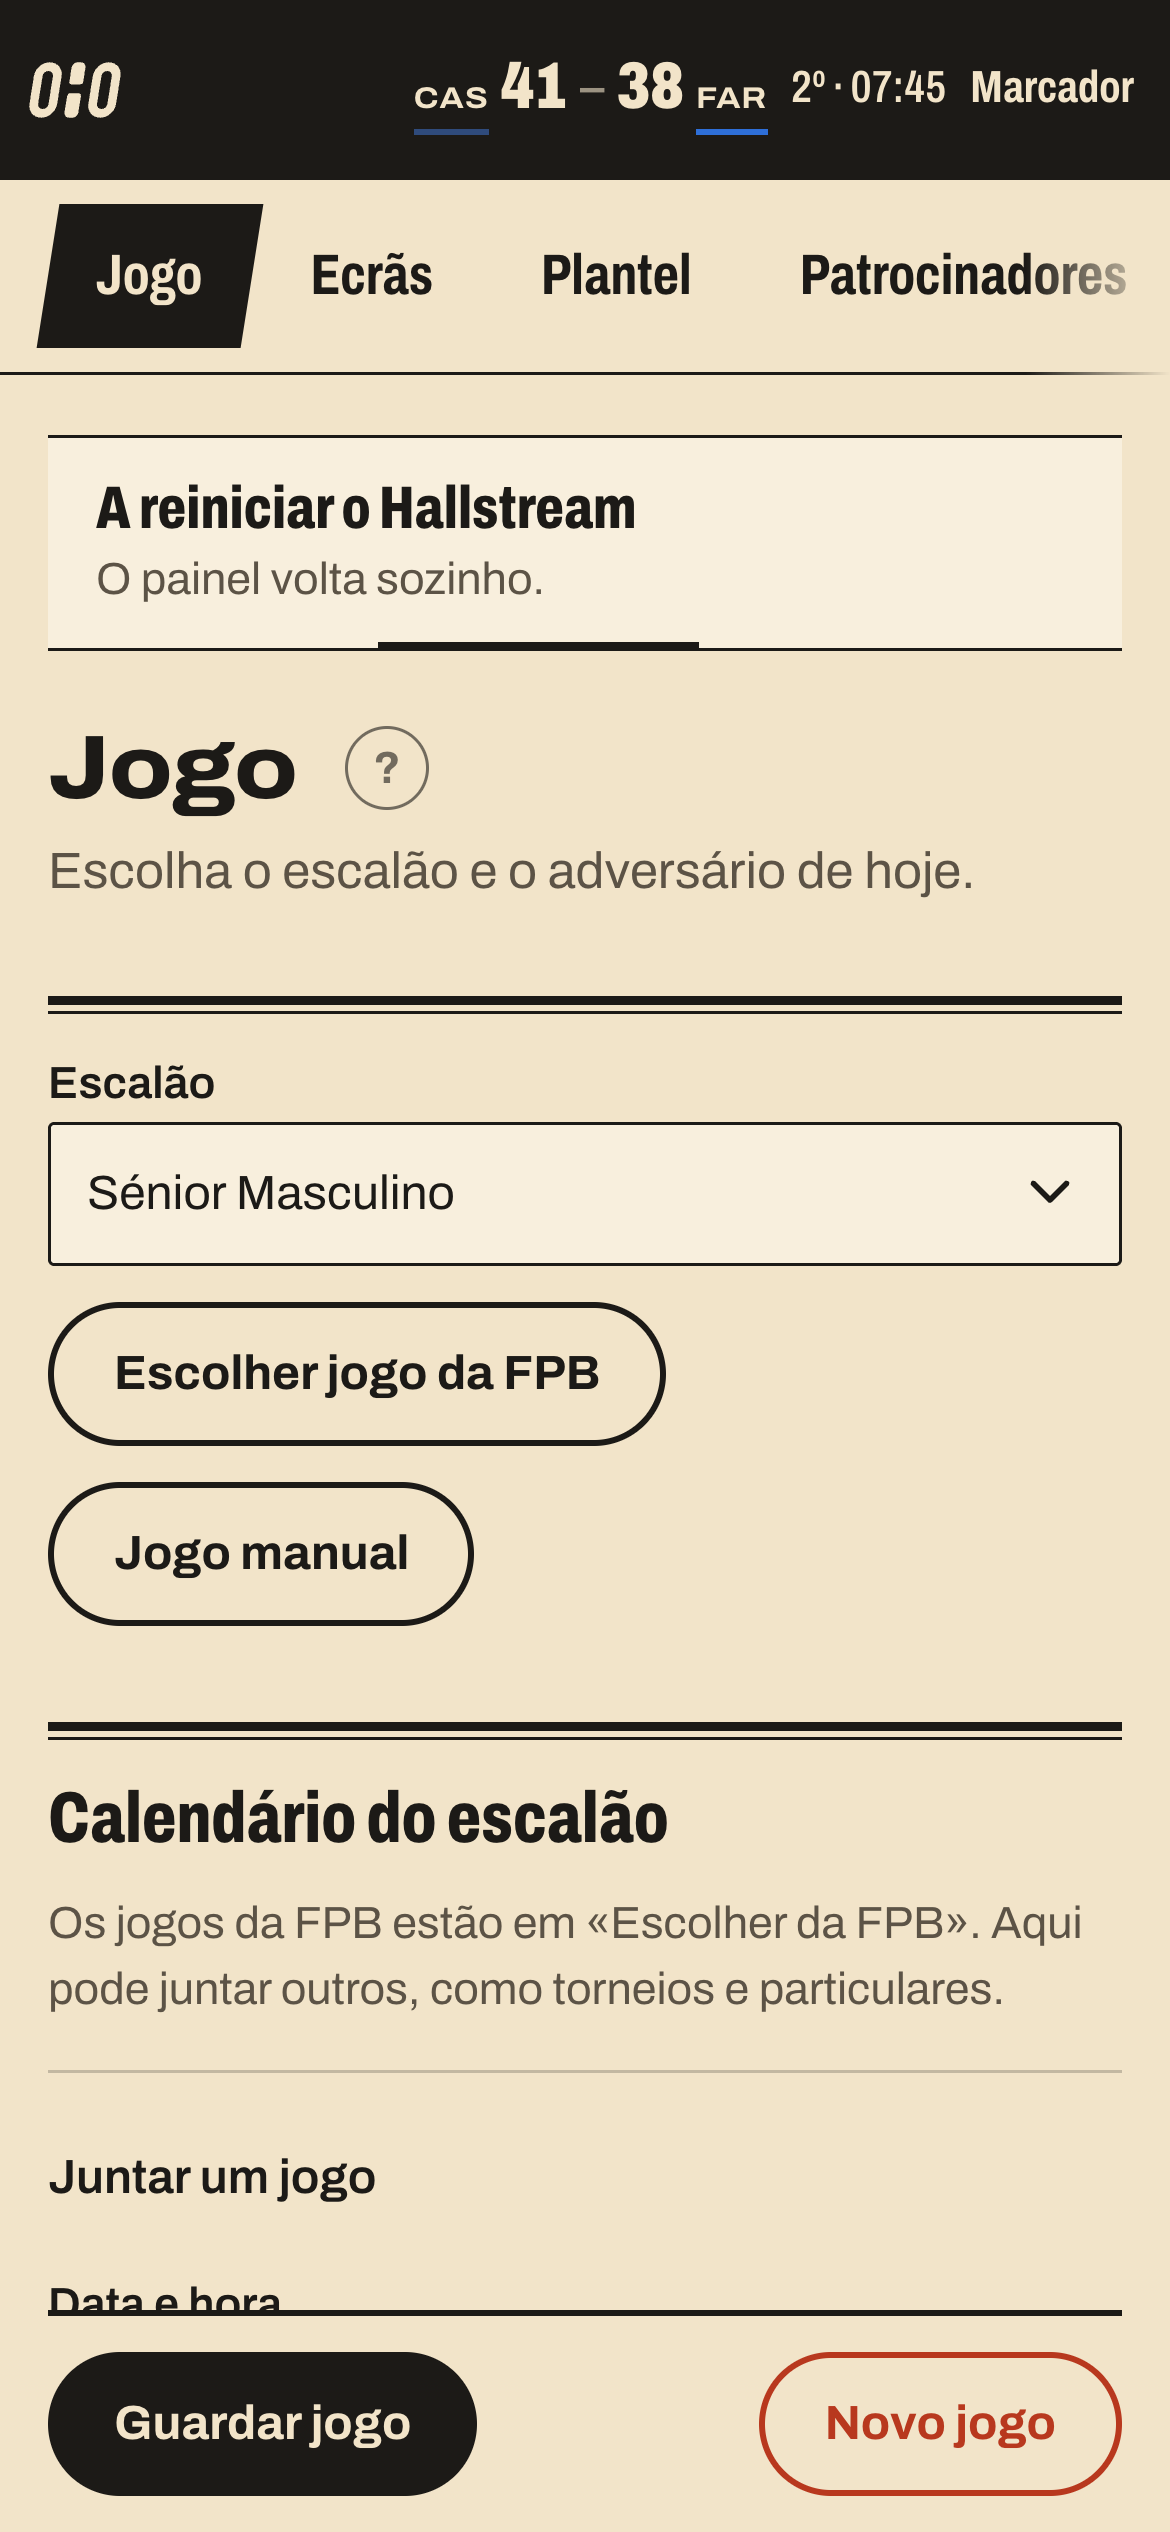 0:0
CAS 41 – 38 FAR 2º · 07:45 Marcador
Jogo Ecrãs Plantel Patrocinadores
A reiniciar o Hallstream
O painel volta sozinho.
Jogo ?
Escolha o escalão e o adversário de hoje.
Escalão
Sénior Masculino
Escolher jogo da FPB
Jogo manual
Calendário do escalão
Os jogos da FPB estão em «Escolher da FPB». Aqui
pode juntar outros, como torneios e particulares.
Juntar um jogo
Data e hora
Guardar jogo Novo jogo